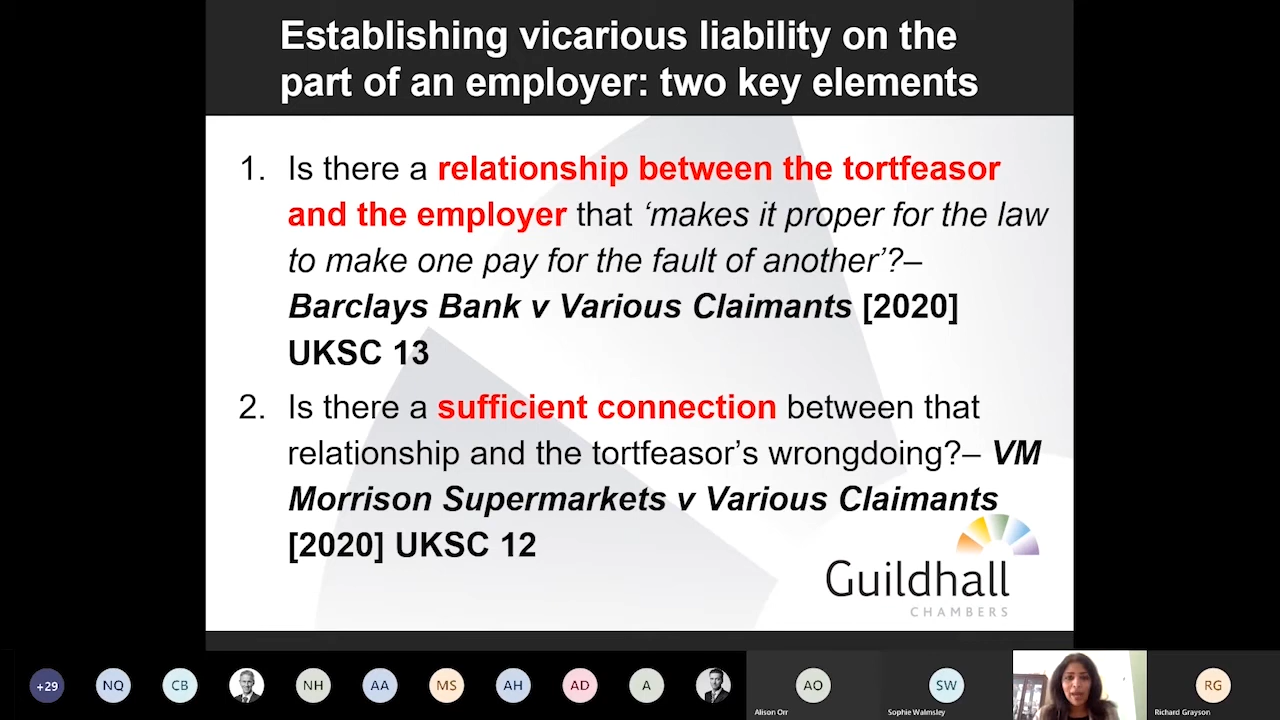 Establishing vicarious liability on the
part of an employer: two key elements
1. Is there a relationship between the tortfeasor
and the employer that ‘makes it proper for the law
to make one pay for the fault of another’?–
Barclays Bank v Various Claimants [2020]
UKSC 13
2. Is there a sufficient connection between that
relationship and the tortfeasor’s wrongdoing?– VM
Morrison Supermarkets v Various Claimants
[2020] UKSC 12
Guildhall
CHAMBERS
+29
NQ
CB
NH
AA
MS
AH
AD
A
AO
SW
RG
Alison Orr
Sophie Walmsley
Richard Grayson